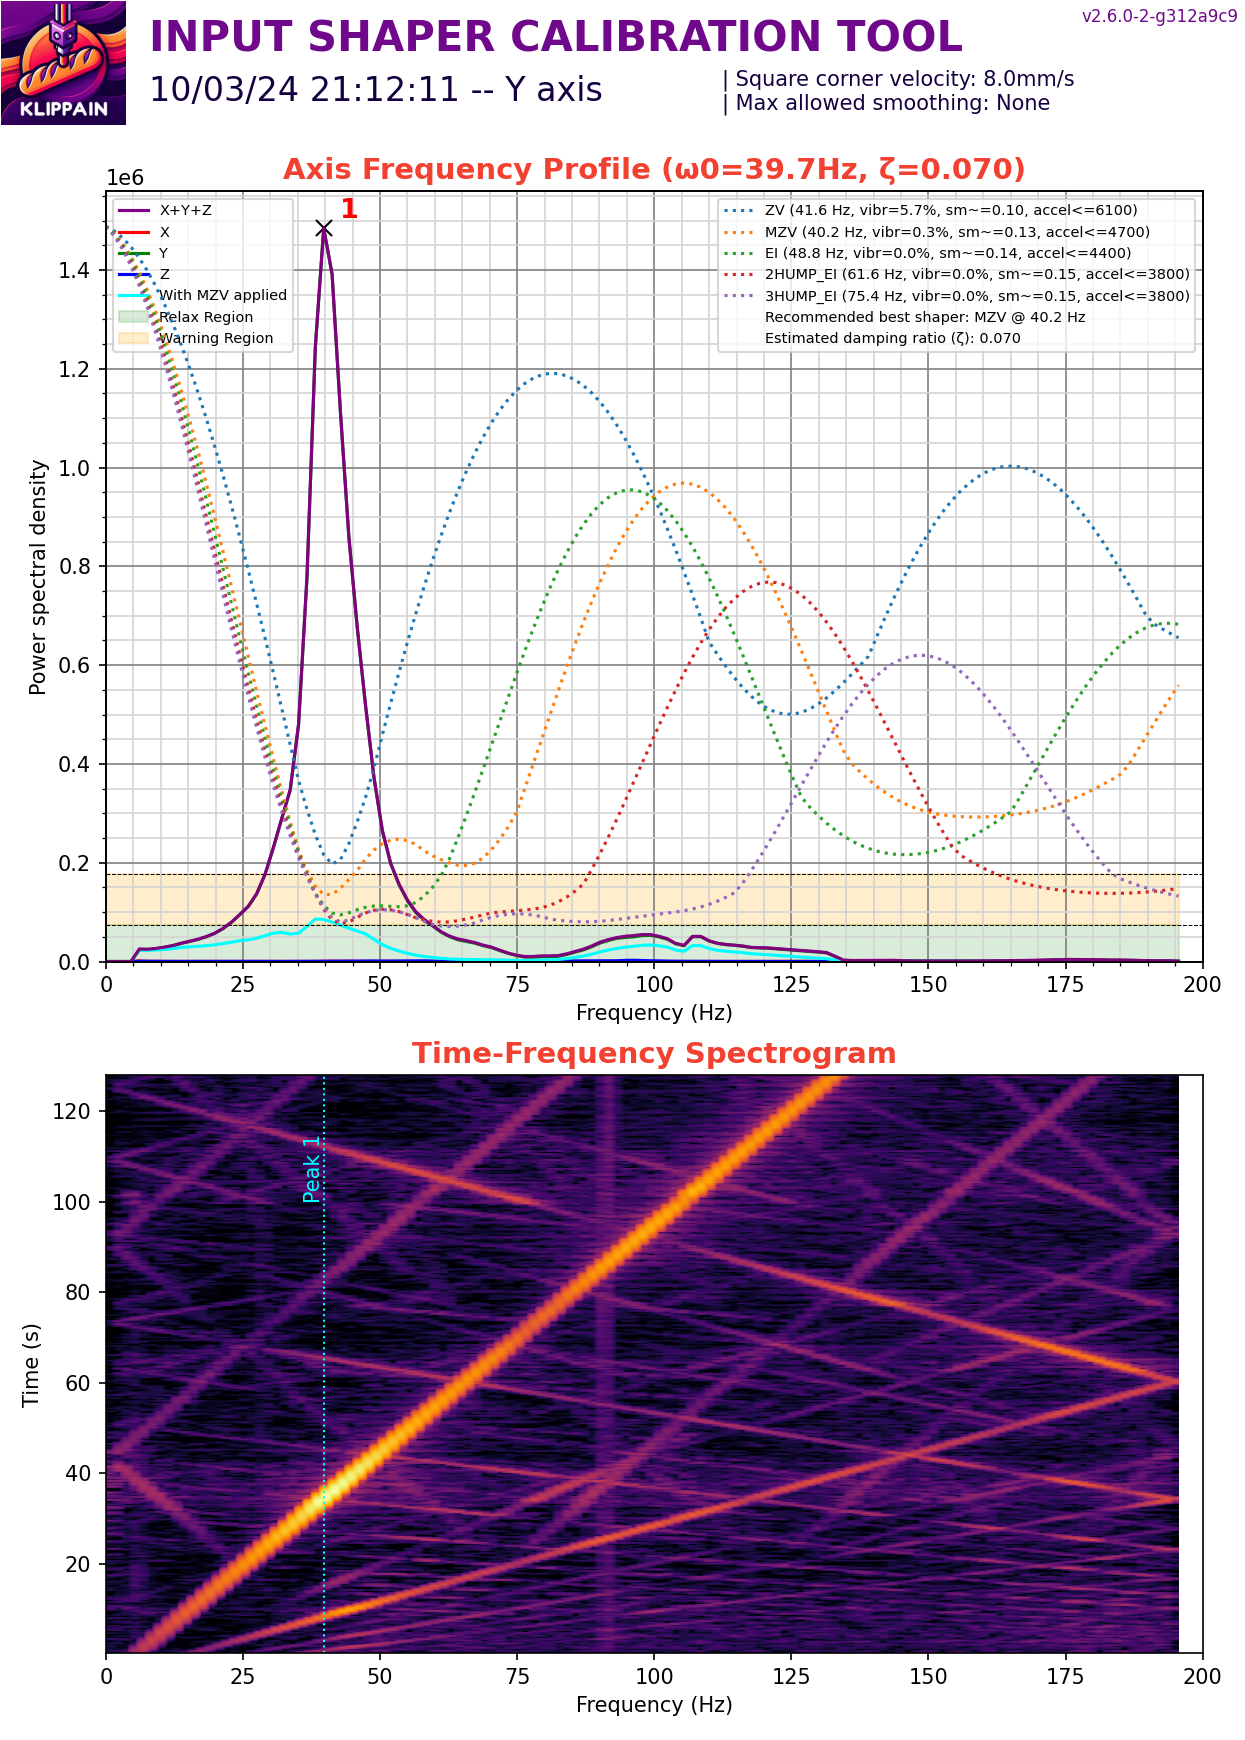 v2.6.0-2-g312a9c9
INPUT SHAPER CALIBRATION TOOL
10/03/24 21:12:11 -- Y axis
| Square corner velocity: 8.0mm/s
| Max allowed smoothing: None
KLIPPAIN
Axis Frequency Profile (ω0=39.7Hz, ζ=0.070)
1e6
1
X+Y+Z
X
Y
Z
With MZV applied
Relax Region
Warning Region
ZV (41.6 Hz, vibr=5.7%, sm~=0.10, accel<=6100)
MZV (40.2 Hz, vibr=0.3%, sm~=0.13, accel<=4700)
EI (48.8 Hz, vibr=0.0%, sm~=0.14, accel<=4400)
2HUMP_EI (61.6 Hz, vibr=0.0%, sm~=0.15, accel<=3800)
3HUMP_EI (75.4 Hz, vibr=0.0%, sm~=0.15, accel<=3800)
Recommended best shaper: MZV @ 40.2 Hz
Estimated damping ratio (ζ): 0.070
Power spectral density
1.4
1.2
1.0
0.8
0.6
0.4
0.2
0.0
0 25 50 75 100 125 150 175 200
Frequency (Hz)
Time-Frequency Spectrogram
Time (s)
120
100
80
60
40
20
Peak 1
0 25 50 75 100 125 150 175 200
Frequency (Hz)